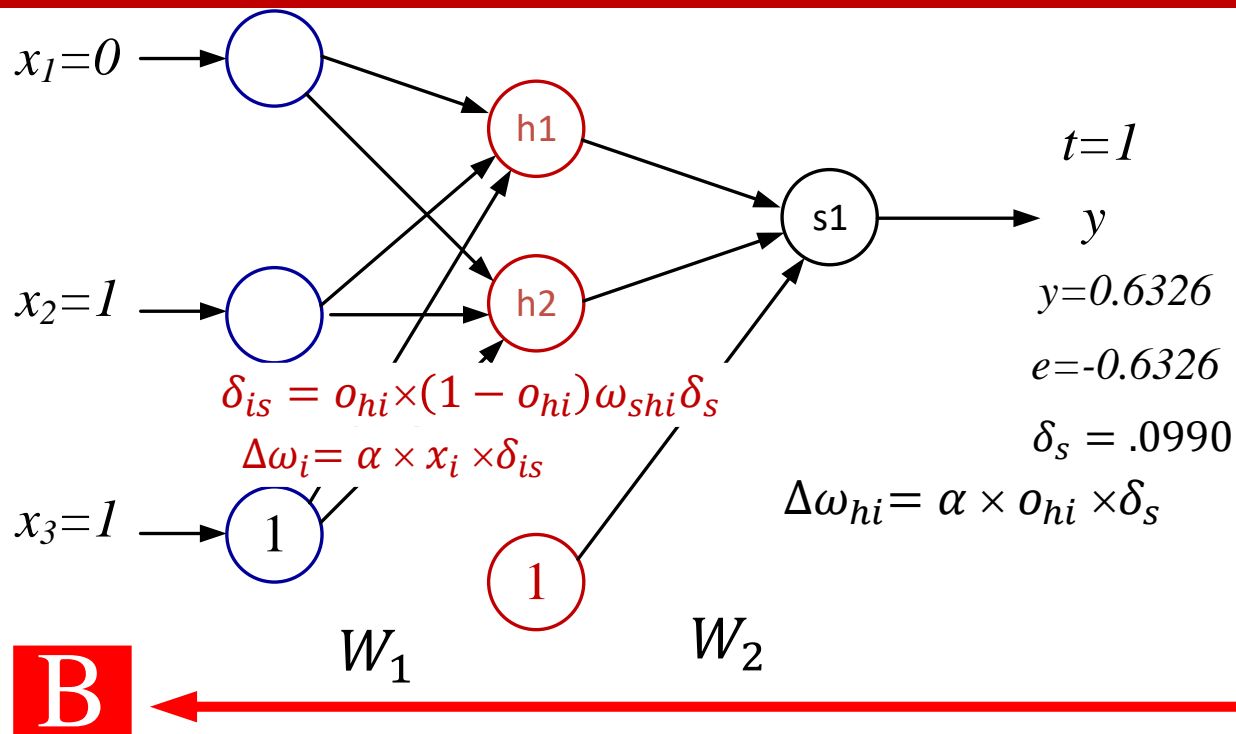 x₁=0
h1
t=1
s1
y
x₂=1
h2
y=0.6326
e=-0.6326
δᵢₛ = oₕᵢ×(1 − oₕᵢ)ωₛₕᵢδₛ
δₛ = .0990
Δωᵢ= α × xᵢ ×δᵢₛ
Δωₕᵢ= α × oₕᵢ ×δₛ
x₃=1
1
1
W₁
W₂
B